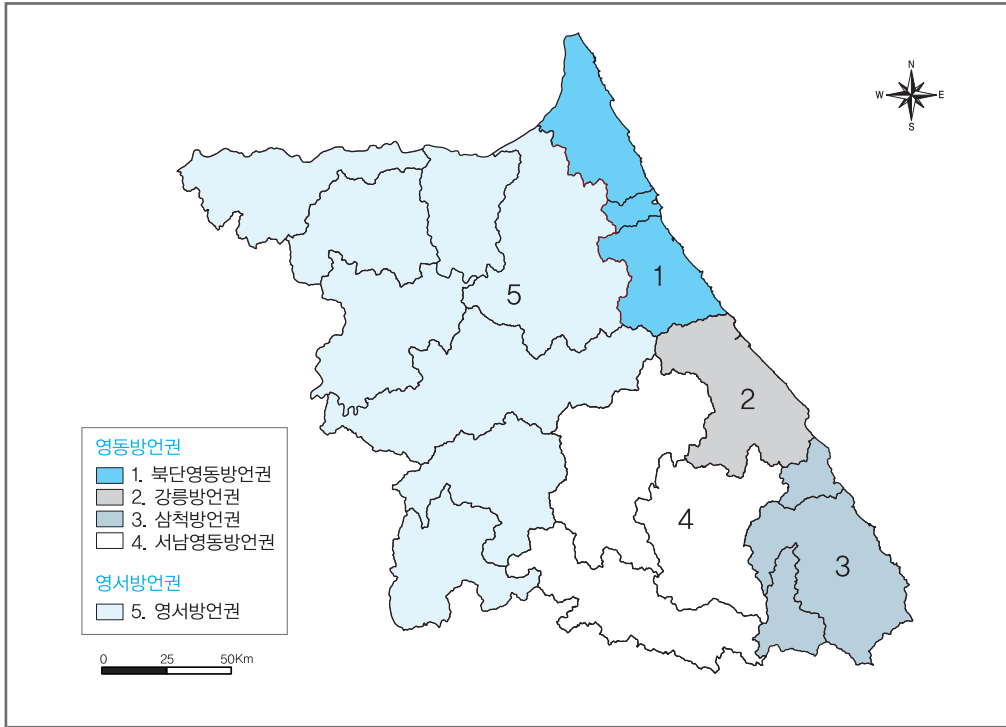 N
W E
S
1
5
2
4
3
영동방언권
1. 북단영동방언권
2. 강릉방언권
3. 삼척방언권
4. 서남영동방언권
영서방언권
5. 영서방언권
0 25 50Km